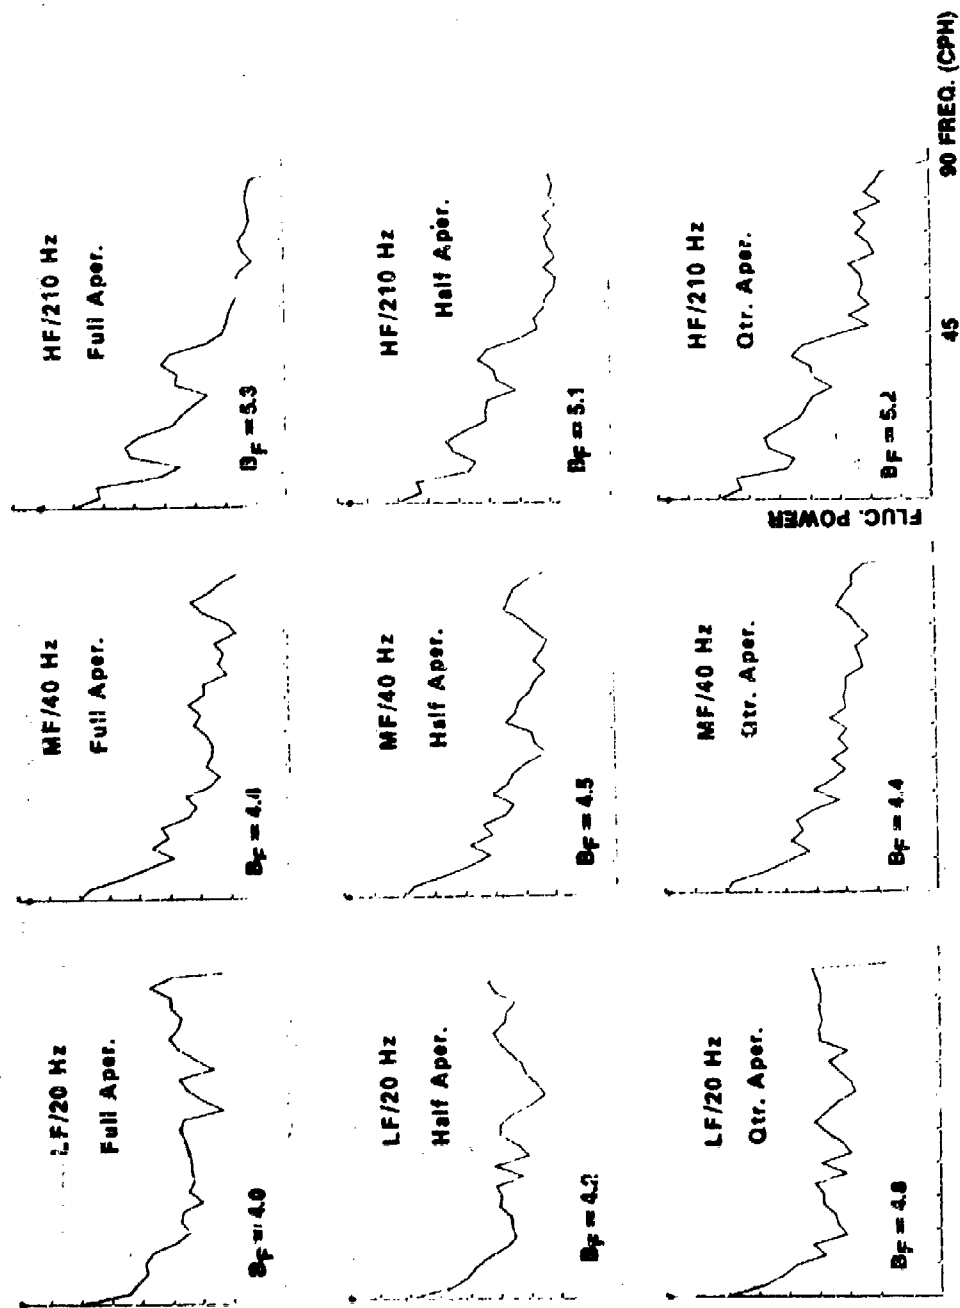 LF/20 Hz
Full Aper.
B_F = 4.0
MF/40 Hz
Full Aper.
HF/210 Hz
Full Aper.
B_F = 5.3
LF/20 Hz
Half Aper.
B_F = 4.2
MF/40 Hz
Half Aper.
B_F = 4.5
HF/210 Hz
Half Aper.
B_F = 5.1
LF/20 Hz
Qtr. Aper.
B_F = 4.8
MF/40 Hz
Qtr. Aper.
B_F = 4.4
HF/210 Hz
Qtr. Aper.
B_F = 5.2
FLUC. POWER
45
90 FREQ. (CPH)